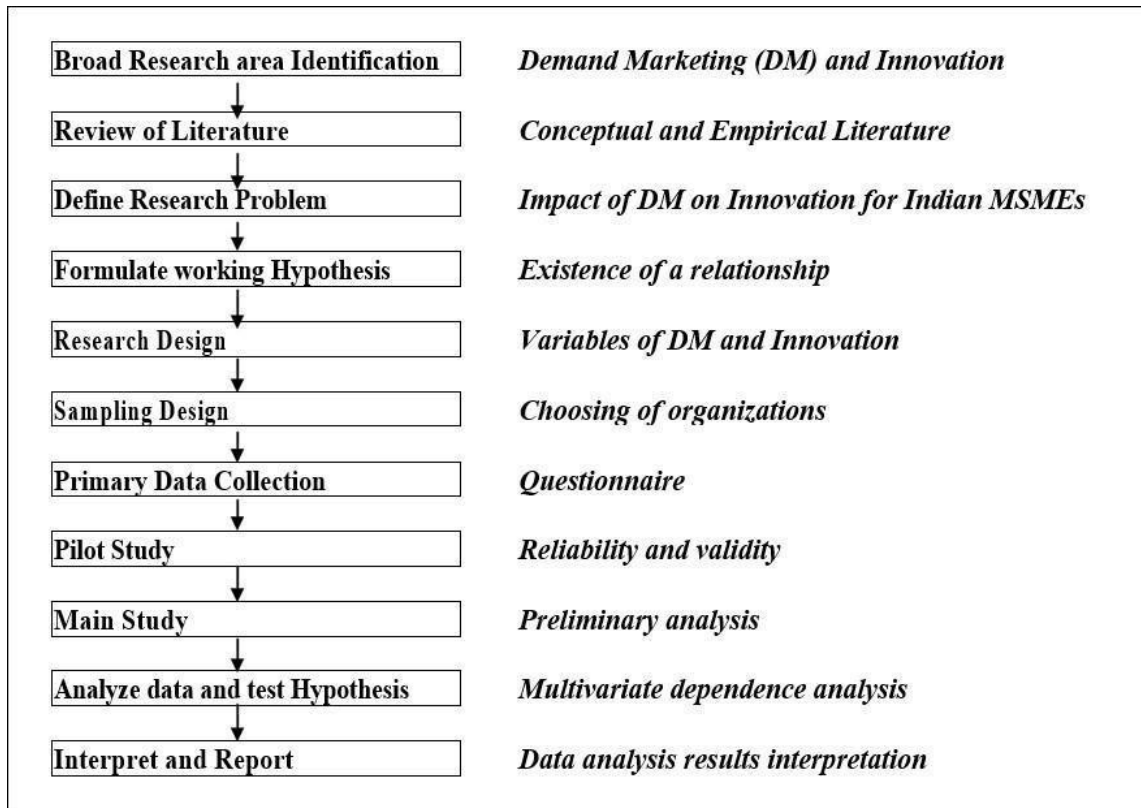 Broad Research area Identification Demand Marketing (DM) and Innovation
Review of Literature Conceptual and Empirical Literature
Define Research Problem Impact of DM on Innovation for Indian MSMEs
Formulate working Hypothesis Existence of a relationship
Research Design Variables of DM and Innovation
Sampling Design Choosing of organizations
Primary Data Collection Questionnaire
Pilot Study Reliability and validity
Main Study Preliminary analysis
Analyze data and test Hypothesis Multivariate dependence analysis
Interpret and Report Data analysis results interpretation